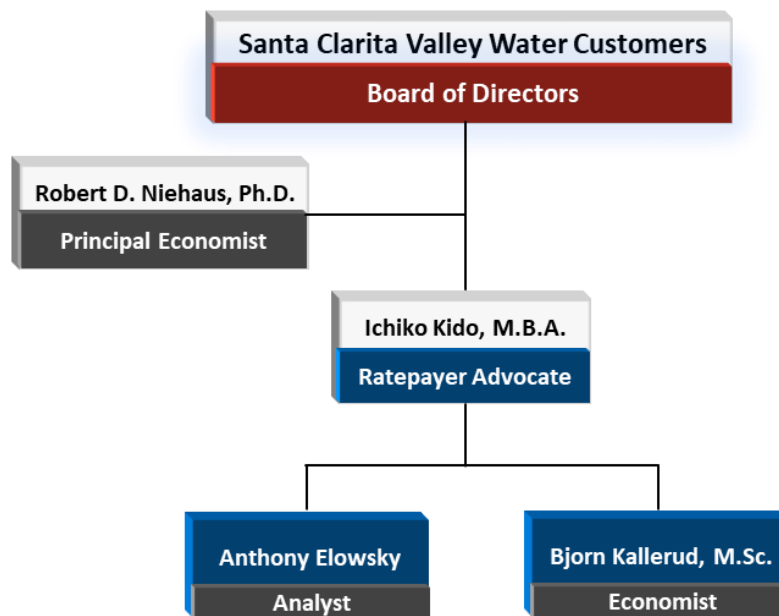 Santa Clarita Valley Water Customers
Board of Directors
Robert D. Niehaus, Ph.D.
Principal Economist
Ichiko Kido, M.B.A.
Ratepayer Advocate
Anthony Elowsky
Analyst
Bjorn Kallerud, M.Sc.
Economist